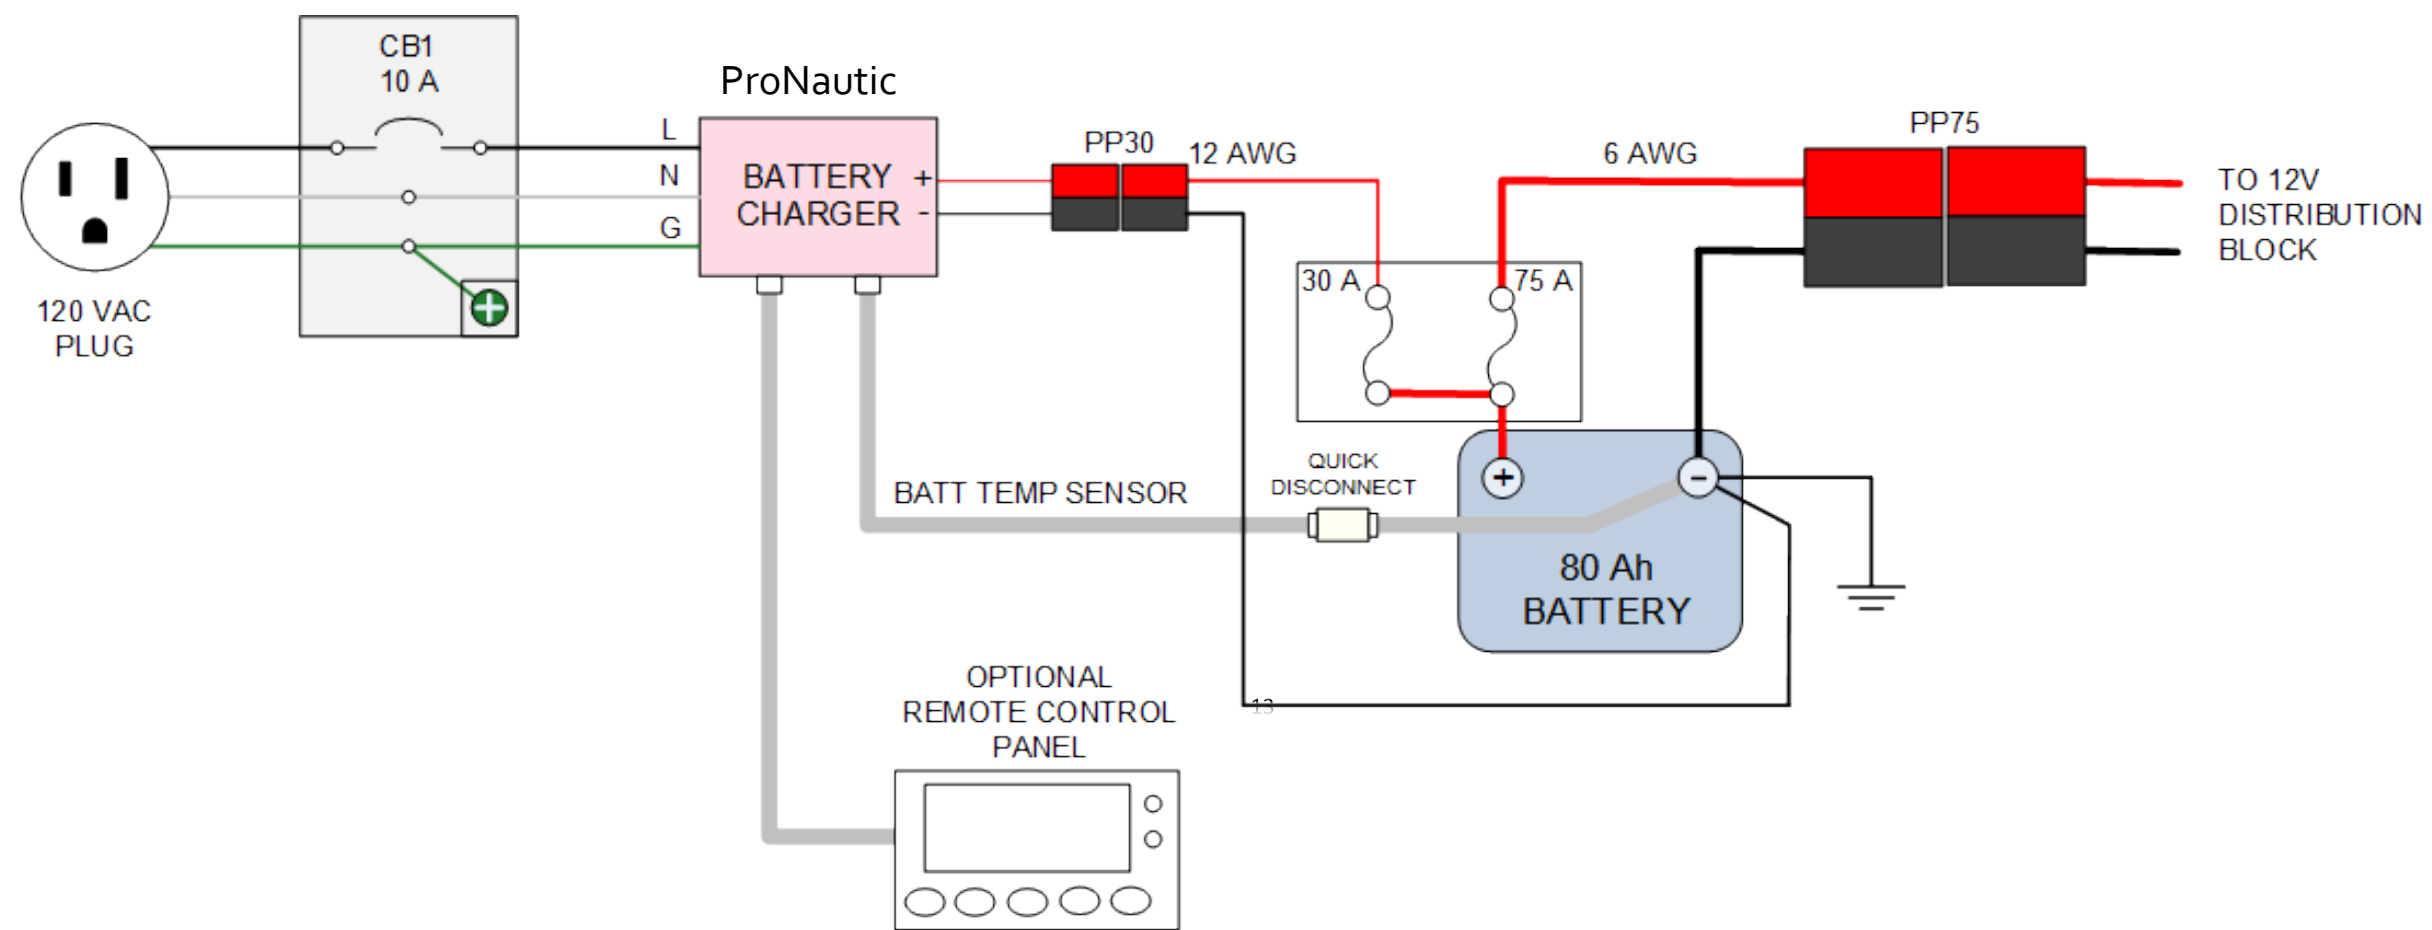 CB1
10 A
ProNautic
120 VAC
PLUG
L
N
G
BATTERY +
CHARGER -
PP30
12 AWG
6 AWG
PP75
TO 12V
DISTRIBUTION
BLOCK
30 A
75 A
BATT TEMP SENSOR
QUICK
DISCONNECT
+
−
80 Ah
BATTERY
OPTIONAL
REMOTE CONTROL
PANEL
13